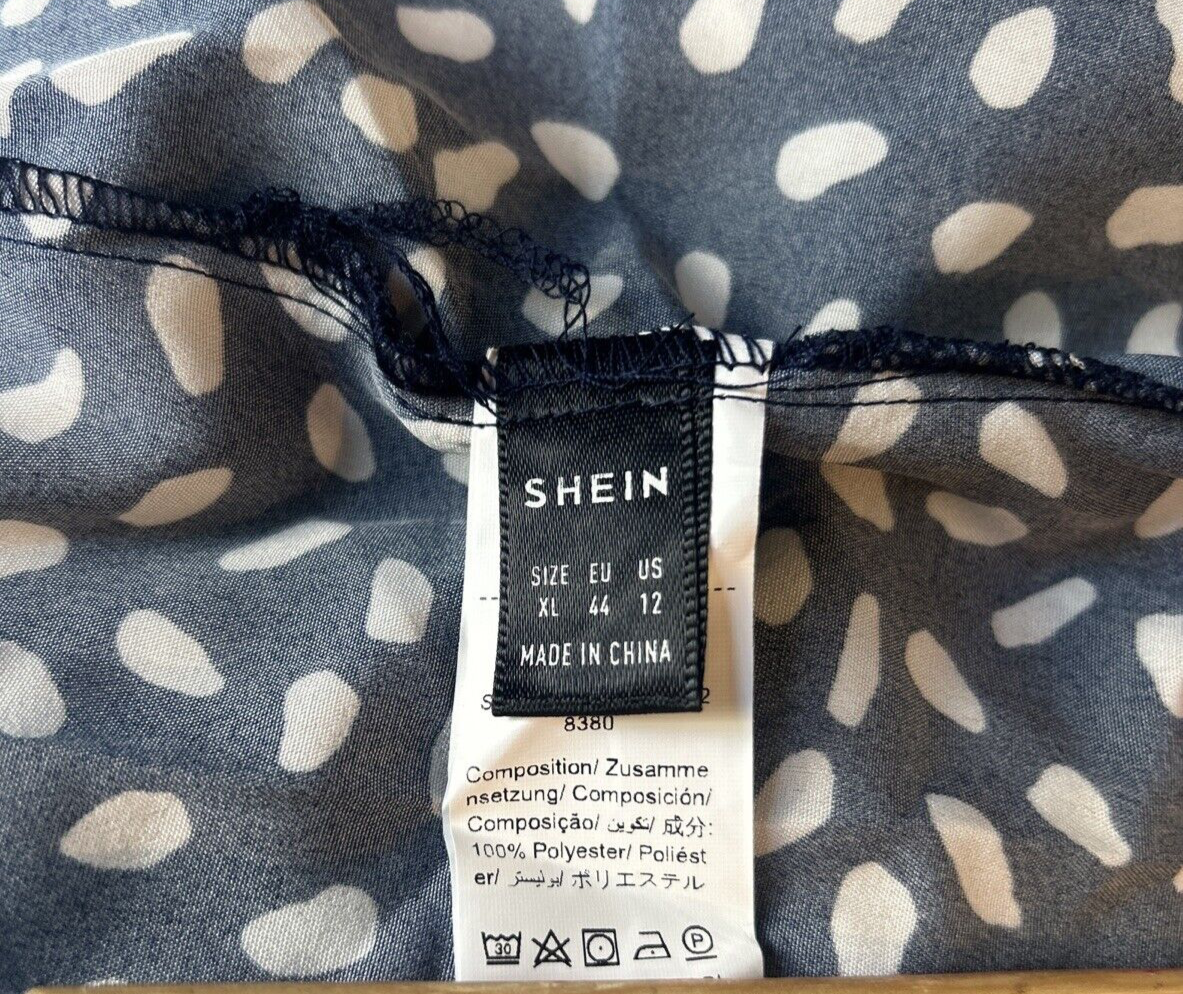 SHEIN
SIZE EU US
XL 44 12
MADE IN CHINA
8380
Composition/ Zusamme
nsetzung/ Composición/
Composição/ تكوين/ 成分:
100% Polyester/ Poliést
er/ بوليستر/ ポリエステル
30 P